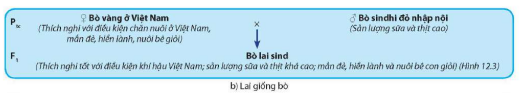 P_TC ♀ Bò vàng ở Việt Nam × ♂ Bò sindhi đỏ nhập nội
(Thích nghi với điều kiện chăn nuôi ở Việt Nam, (Sản lượng sữa và thịt cao)
mắn đẻ, hiền lành, nuôi bê giỏi)
F₁ Bò lai sind
(Thích nghi tốt với điều kiện khí hậu Việt Nam; sản lượng sữa và thịt khá cao; mắn đẻ, hiền lành và nuôi bê con giỏi) (Hình 12.3)
b) Lai giống bò